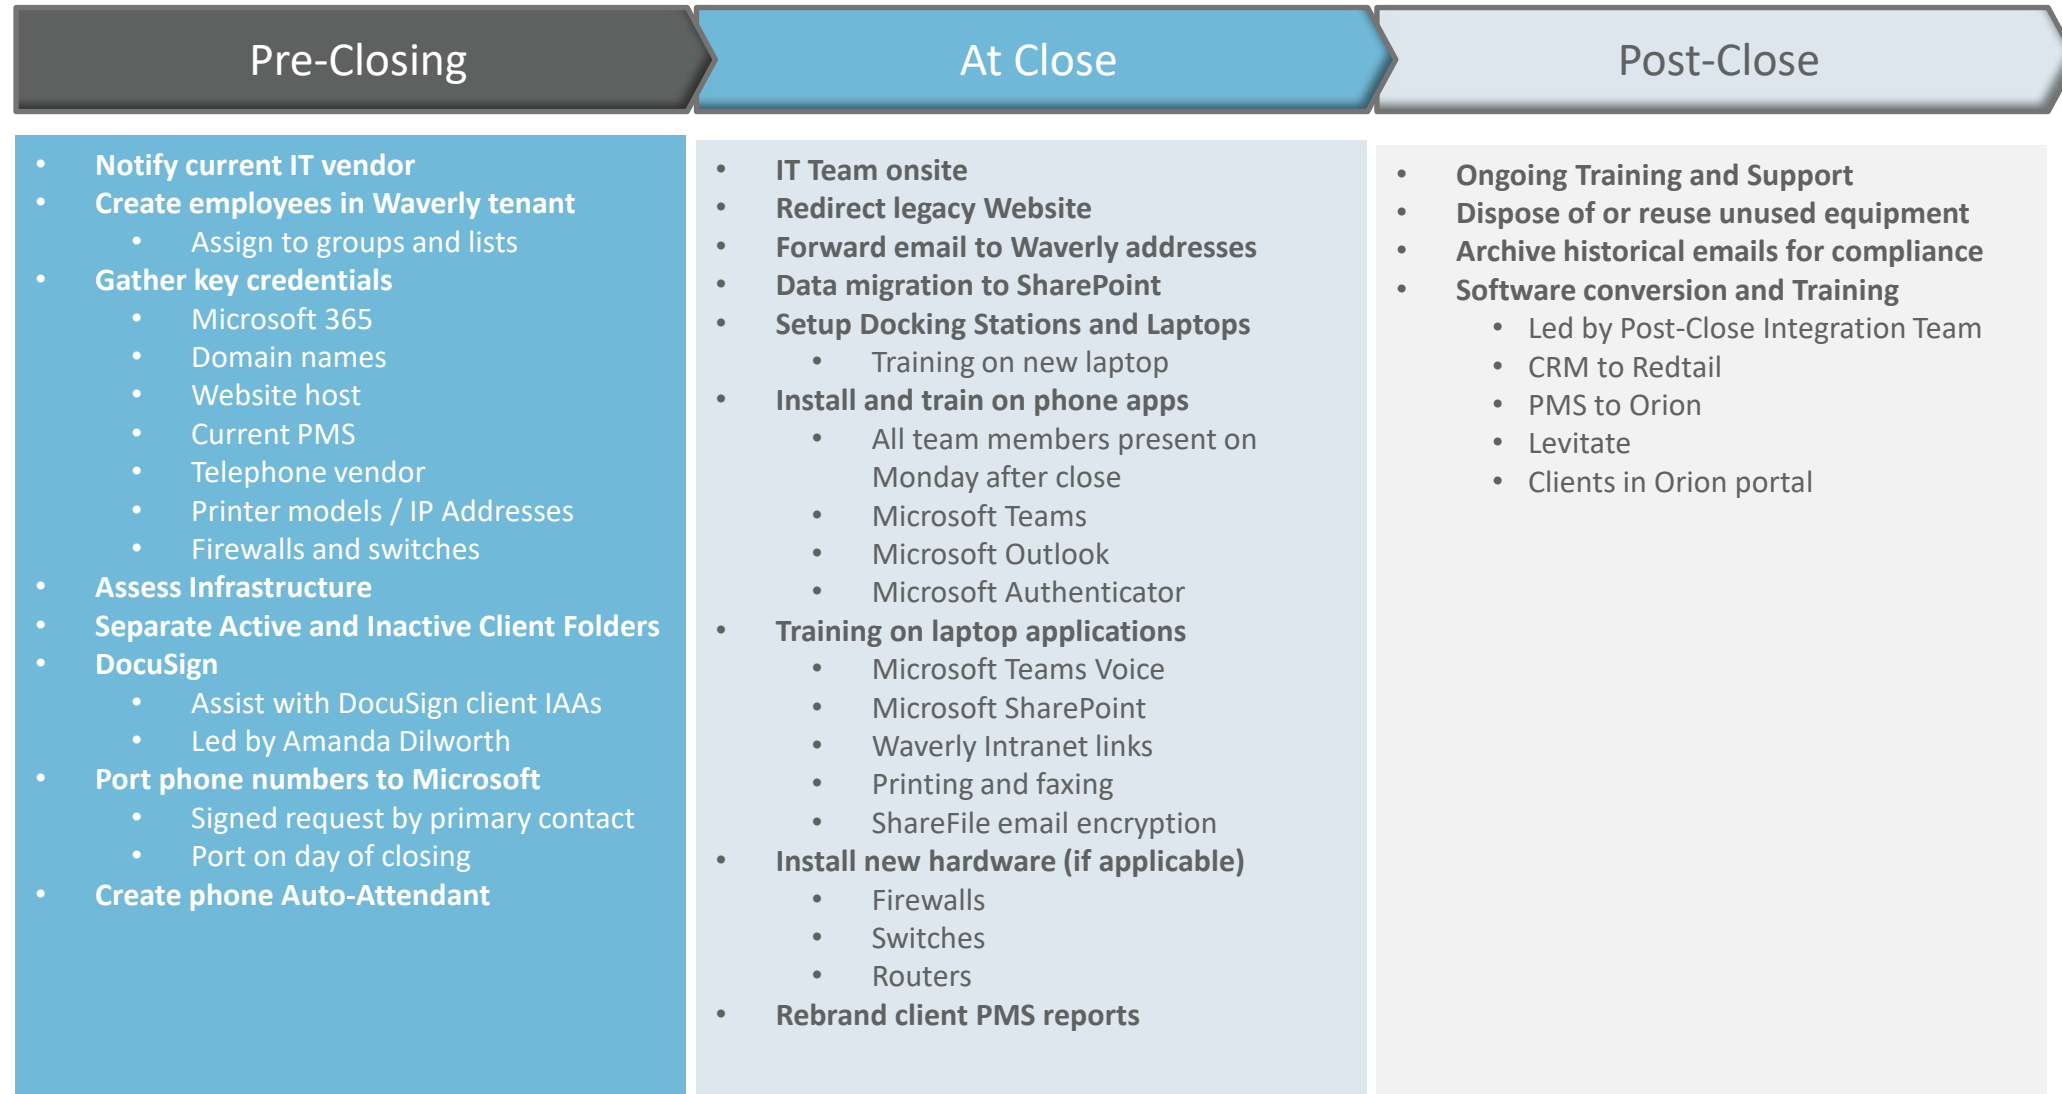 Pre-Closing
At Close
Post-Close
• Notify current IT vendor
• Create employees in Waverly tenant
• Assign to groups and lists
• Gather key credentials
• Microsoft 365
• Domain names
• Website host
• Current PMS
• Telephone vendor
• Printer models / IP Addresses
• Firewalls and switches
• Assess Infrastructure
• Separate Active and Inactive Client Folders
• DocuSign
• Assist with DocuSign client IAAs
• Led by Amanda Dilworth
• Port phone numbers to Microsoft
• Signed request by primary contact
• Port on day of closing
• Create phone Auto-Attendant
• IT Team onsite
• Redirect legacy Website
• Forward email to Waverly addresses
• Data migration to SharePoint
• Setup Docking Stations and Laptops
• Training on new laptop
• Install and train on phone apps
• All team members present on
Monday after close
• Microsoft Teams
• Microsoft Outlook
• Microsoft Authenticator
• Training on laptop applications
• Microsoft Teams Voice
• Microsoft SharePoint
• Waverly Intranet links
• Printing and faxing
• ShareFile email encryption
• Install new hardware (if applicable)
• Firewalls
• Switches
• Routers
• Rebrand client PMS reports
• Ongoing Training and Support
• Dispose of or reuse unused equipment
• Archive historical emails for compliance
• Software conversion and Training
• Led by Post-Close Integration Team
• CRM to Redtail
• PMS to Orion
• Levitate
• Clients in Orion portal